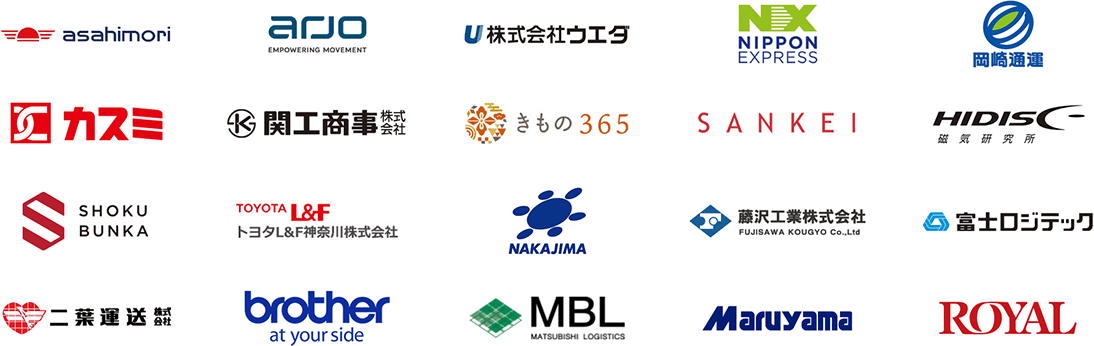 asahimori
arjo
EMPOWERING MOVEMENT
U 株式会社ウエダ
NX
NIPPON
EXPRESS
岡崎通運
カスミ
関工商事 株式
会社
きもの365
SANKEI
HIDISC
磁気研究所
SHOKU
BUNKA
TOYOTA L&F
トヨタL&F神奈川株式会社
NAKAJIMA
藤沢工業株式会社
FUJISAWA KOUGYO Co.,Ltd
富士ロジテック
二葉運送 株式
会社
brother
at your side
MBL
MATSUBISHI LOGISTICS
Maruyama
ROYAL